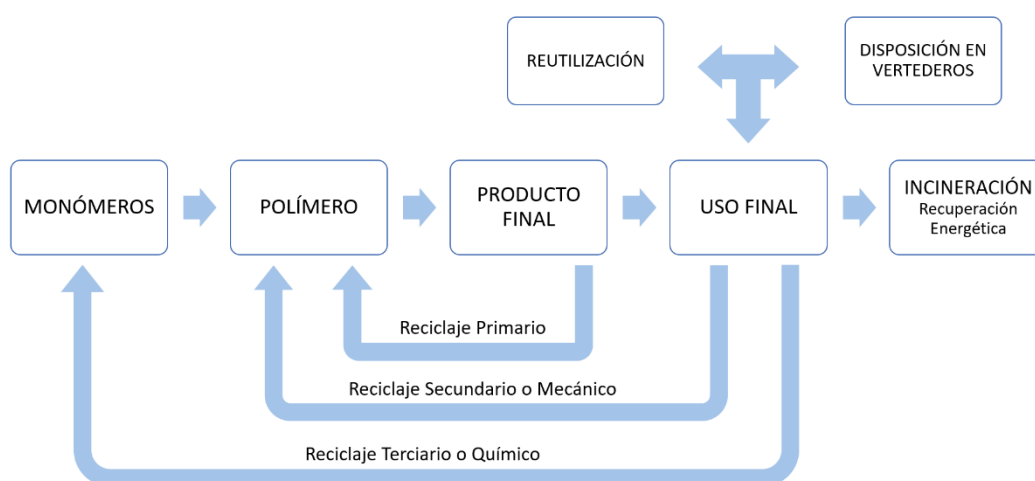 REUTILIZACIÓN
DISPOSICIÓN EN
VERTEDEROS
MONÓMEROS
POLÍMERO
PRODUCTO
FINAL
USO FINAL
INCINERACIÓN
Recuperación
Energética
Reciclaje Primario
Reciclaje Secundario o Mecánico
Reciclaje Terciario o Químico